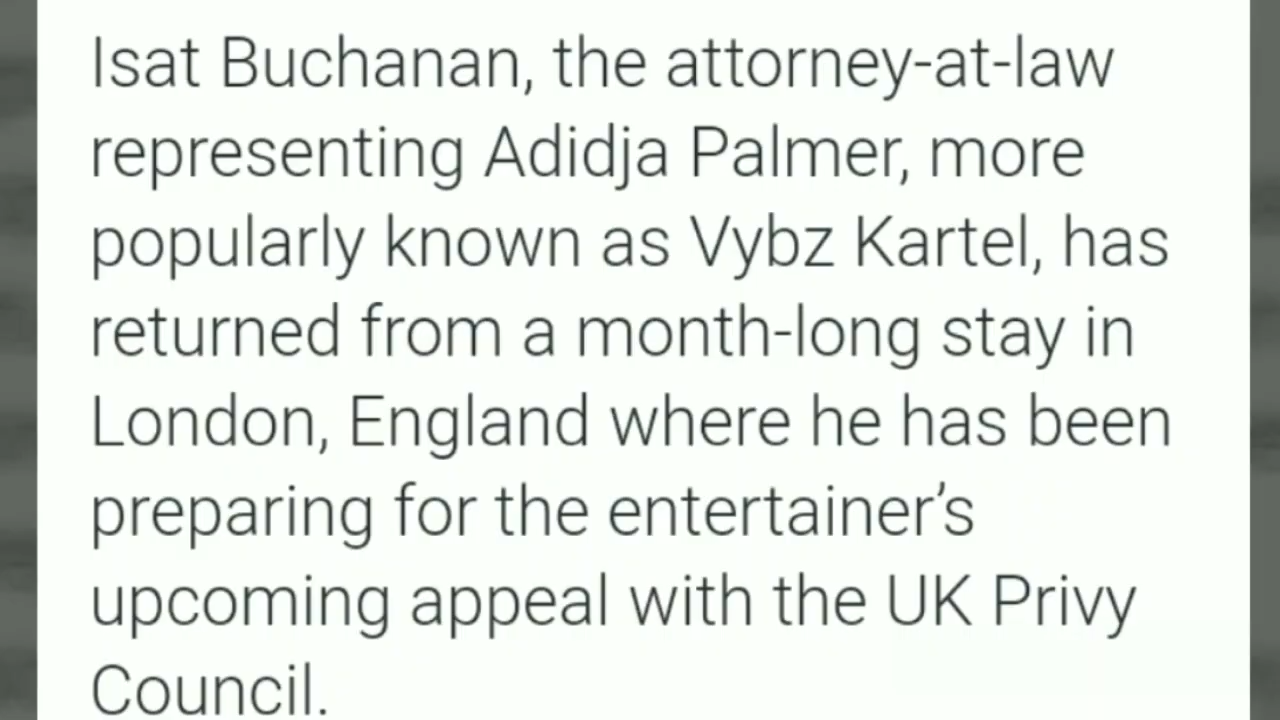 Isat Buchanan, the attorney-at-law
representing Adidja Palmer, more
popularly known as Vybz Kartel, has
returned from a month-long stay in
London, England where he has been
preparing for the entertainer’s
upcoming appeal with the UK Privy
Council.